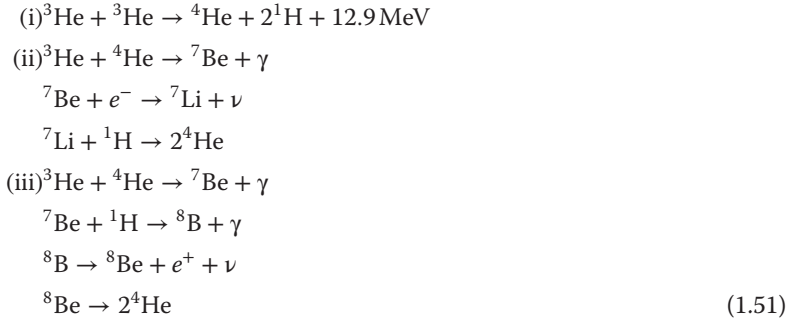 (i)³He + ³He → ⁴He + 2¹H + 12.9 MeV
(ii)³He + ⁴He → ⁷Be + γ
⁷Be + e⁻ → ⁷Li + ν
⁷Li + ¹H → 2⁴He
(iii)³He + ⁴He → ⁷Be + γ
⁷Be + ¹H → ⁸B + γ
⁸B → ⁸Be + e⁺ + ν
⁸Be → 2⁴He (1.51)